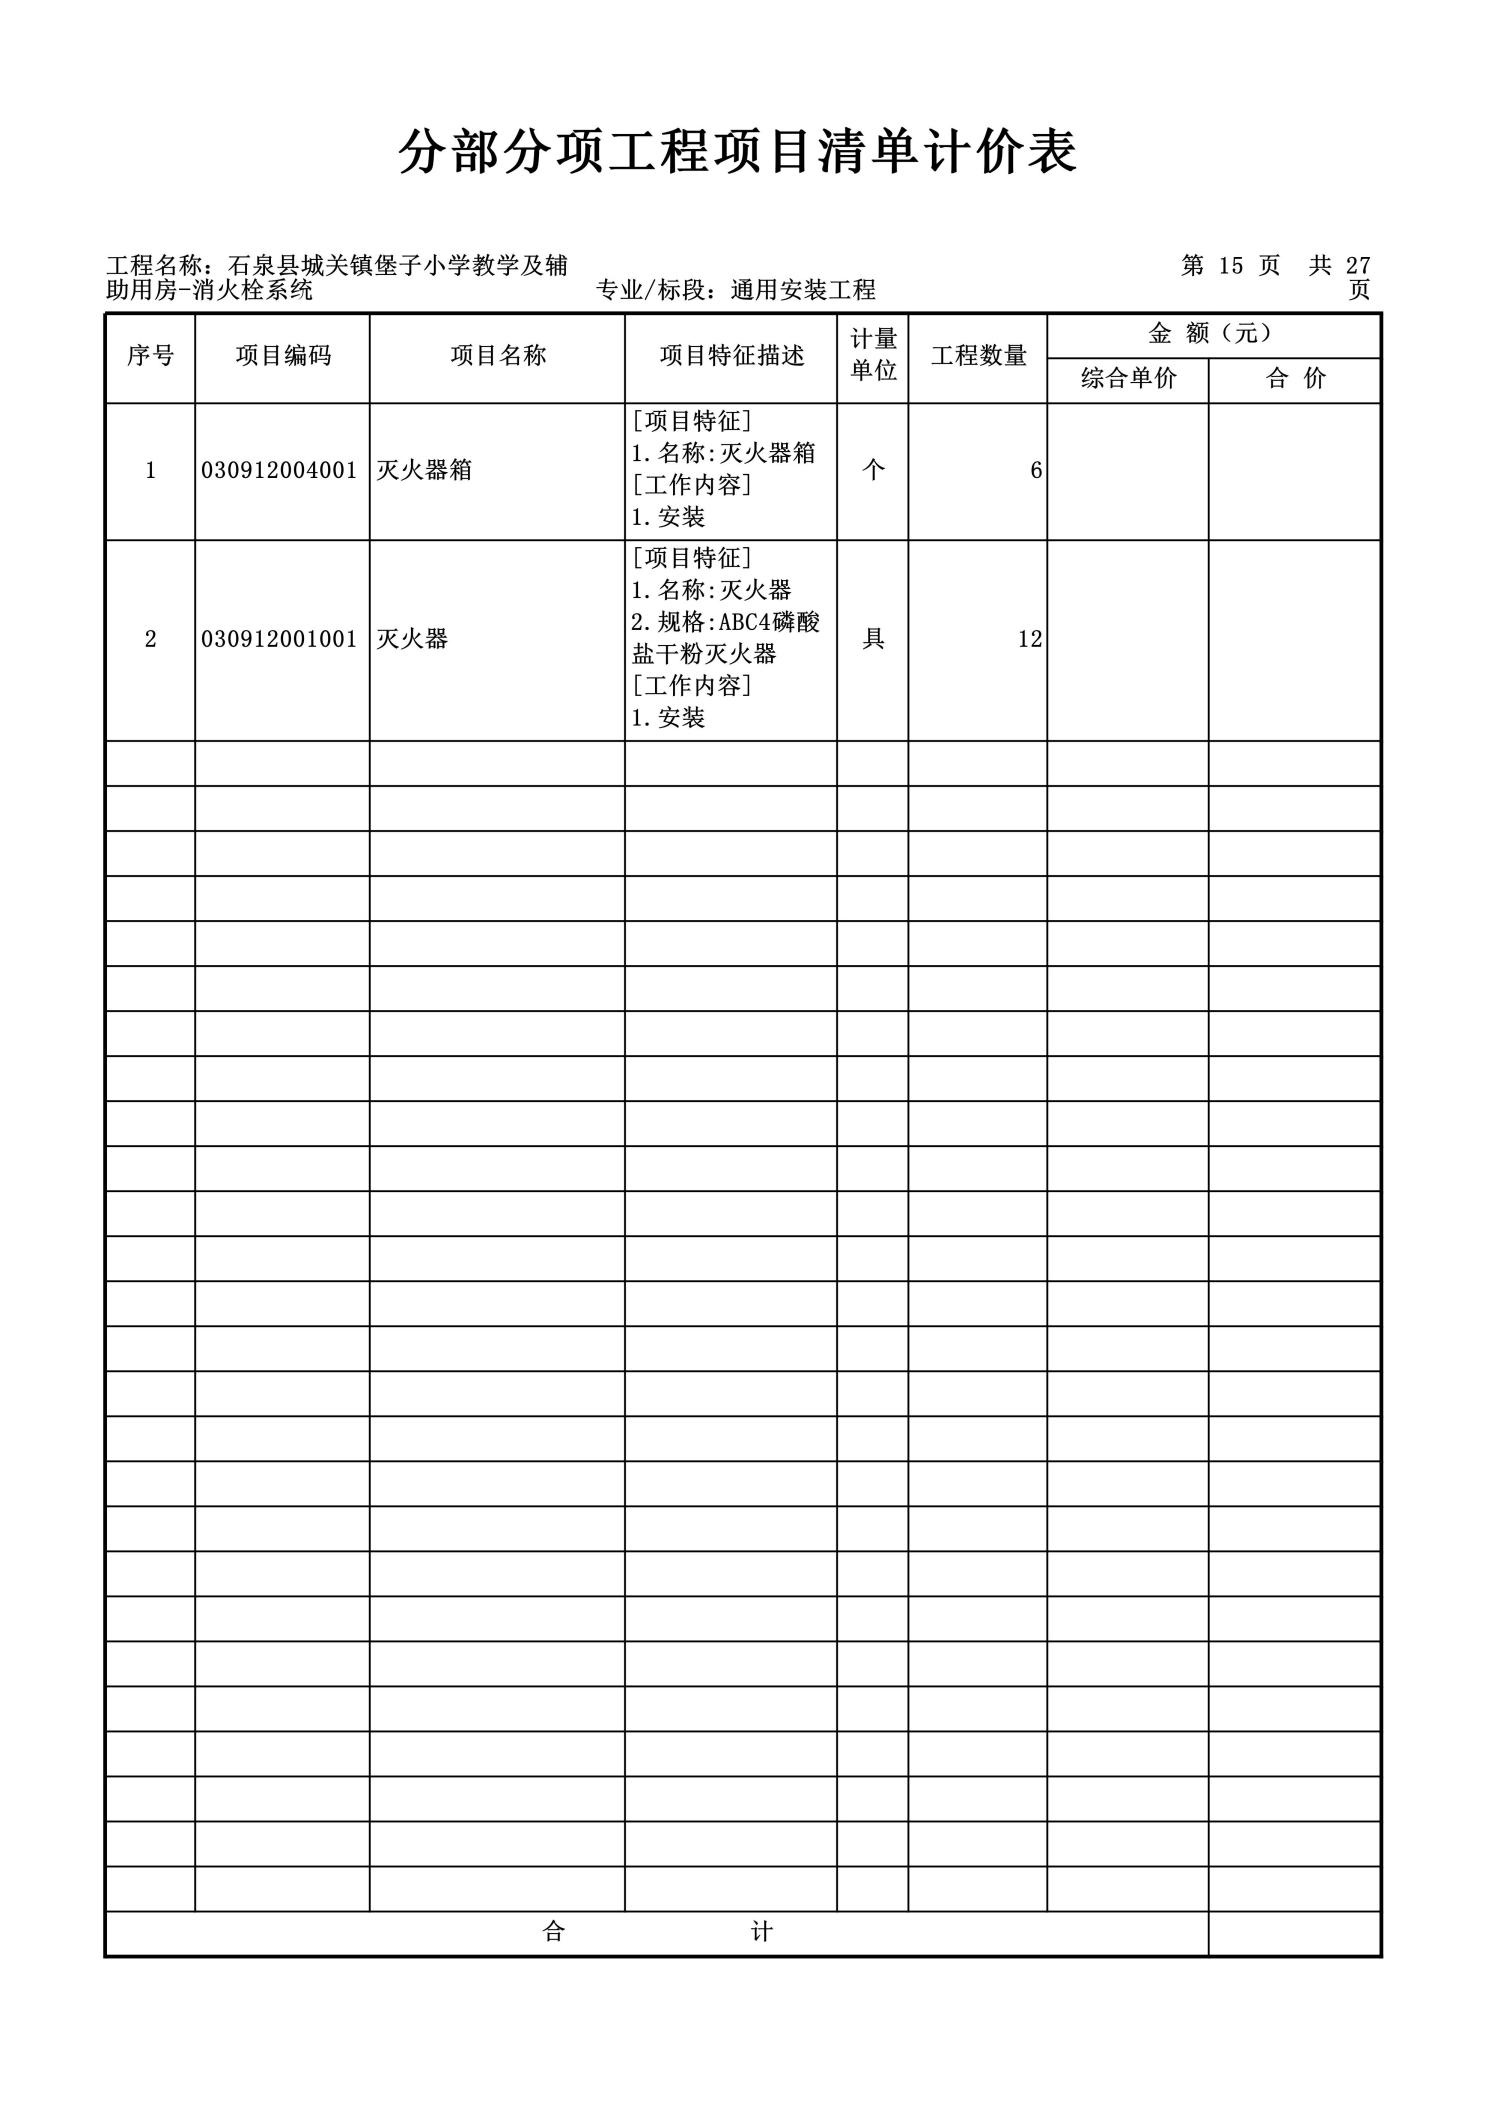 分部分项工程项目清单计价表
工程名称：石泉县城关镇堡子小学教学及辅
助用房-消火栓系统
专业/标段：通用安装工程
第 15 页 共 27
页
序号 项目编码 项目名称 项目特征描述 计量
单位 工程数量 金 额（元）
综合单价 合 价
1 030912004001 灭火器箱 [项目特征]
1.名称:灭火器箱
[工作内容]
1.安装
个 6
2 030912001001 灭火器 [项目特征]
1.名称:灭火器
2.规格:ABC4磷酸
盐干粉灭火器
[工作内容]
1.安装
具 12
合 计